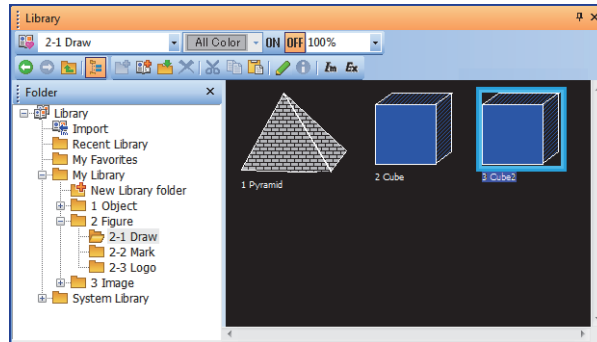 Library
2-1 Draw All Color ON OFF 100%
Im Ex
Folder
Library
Import
Recent Library
My Favorites
My Library
New Library folder
1 Object
2 Figure
2-1 Draw
2-2 Mark
2-3 Logo
3 Image
System Library
1 Pyramid
2 Cube
3 Cube2